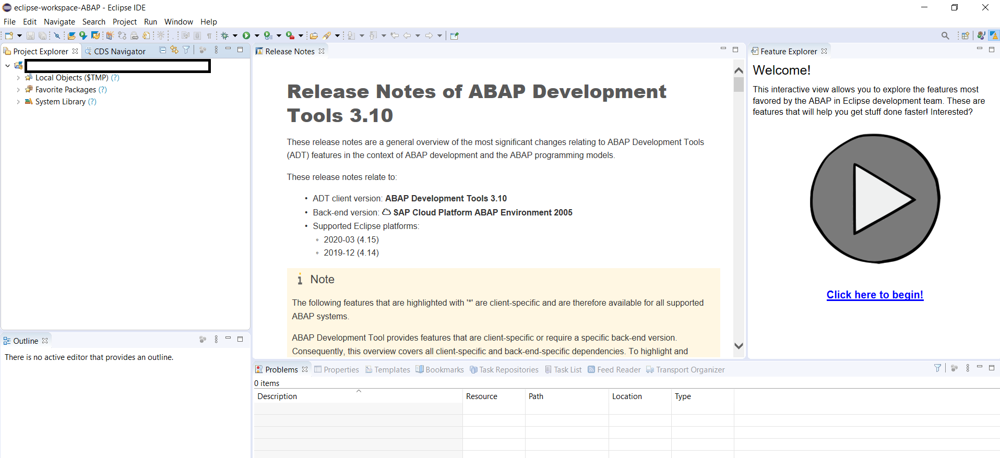 eclipse-workspace-ABAP - Eclipse IDE
File Edit Navigate Search Project Run Window Help
Project Explorer CDS Navigator
Local Objects ($TMP) (?)
Favorite Packages (?)
System Library (?)
Outline
There is no active editor that provides an outline.
Release Notes
Release Notes of ABAP Development
Tools 3.10
These release notes are a general overview of the most significant changes relating to ABAP Development Tools
(ADT) features in the context of ABAP development and the ABAP programming models.
These release notes relate to:
• ADT client version: ABAP Development Tools 3.10
• Back-end version: SAP Cloud Platform ABAP Environment 2005
• Supported Eclipse platforms:
◦ 2020-03 (4.15)
◦ 2019-12 (4.14)
i Note
The following features that are highlighted with '*' are client-specific and are therefore available for all supported
ABAP systems.
ABAP Development Tool provides features that are client-specific or require a specific back-end version.
Consequently, this overview covers all client-specific and back-end-specific dependencies. To highlight and
Feature Explorer
Welcome!
This interactive view allows you to explore the features most
favored by the ABAP in Eclipse development team. These are
features that will help you get stuff done faster! Interested?
Click here to begin!
Problems Properties Templates Bookmarks Task Repositories Task List Feed Reader Transport Organizer
0 items
Description Resource Path Location Type